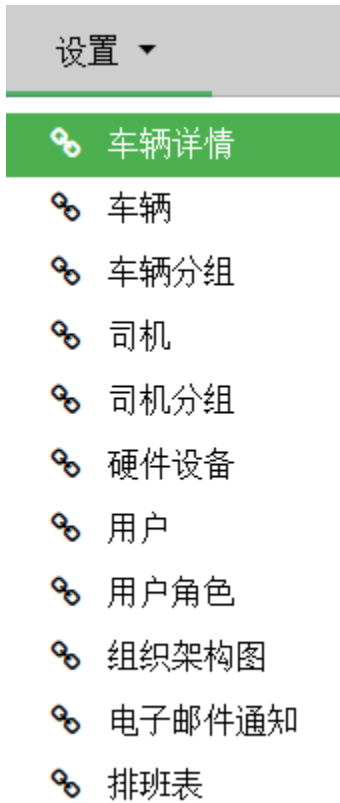 设置
车辆详情
车辆
车辆分组
司机
司机分组
硬件设备
用户
用户角色
组织架构图
电子邮件通知
排班表